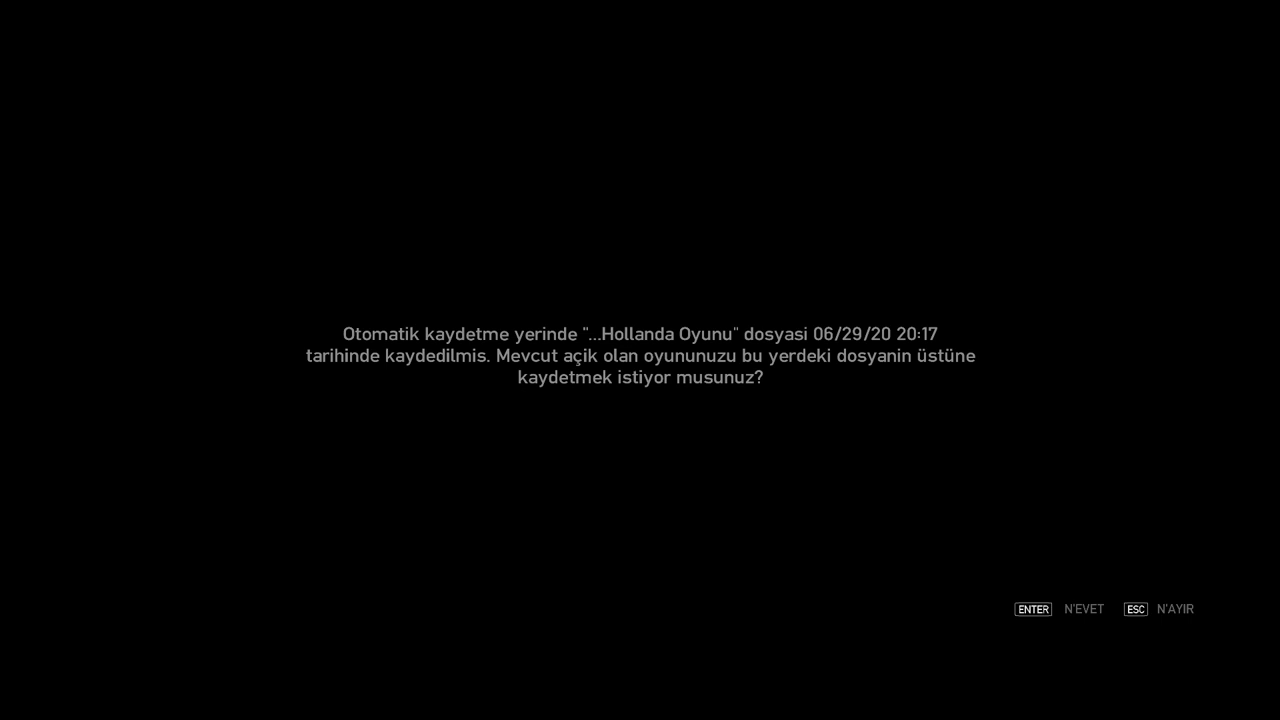 Otomatik kaydetme yerinde "...Hollanda Oyunu" dosyasi 06/29/20 20:17
tarihinde kaydedilmis. Mevcut açik olan oyununuzu bu yerdeki dosyanin üstüne
kaydetmek istiyor musunuz?
ENTER N'EVET ESC N'AYIR